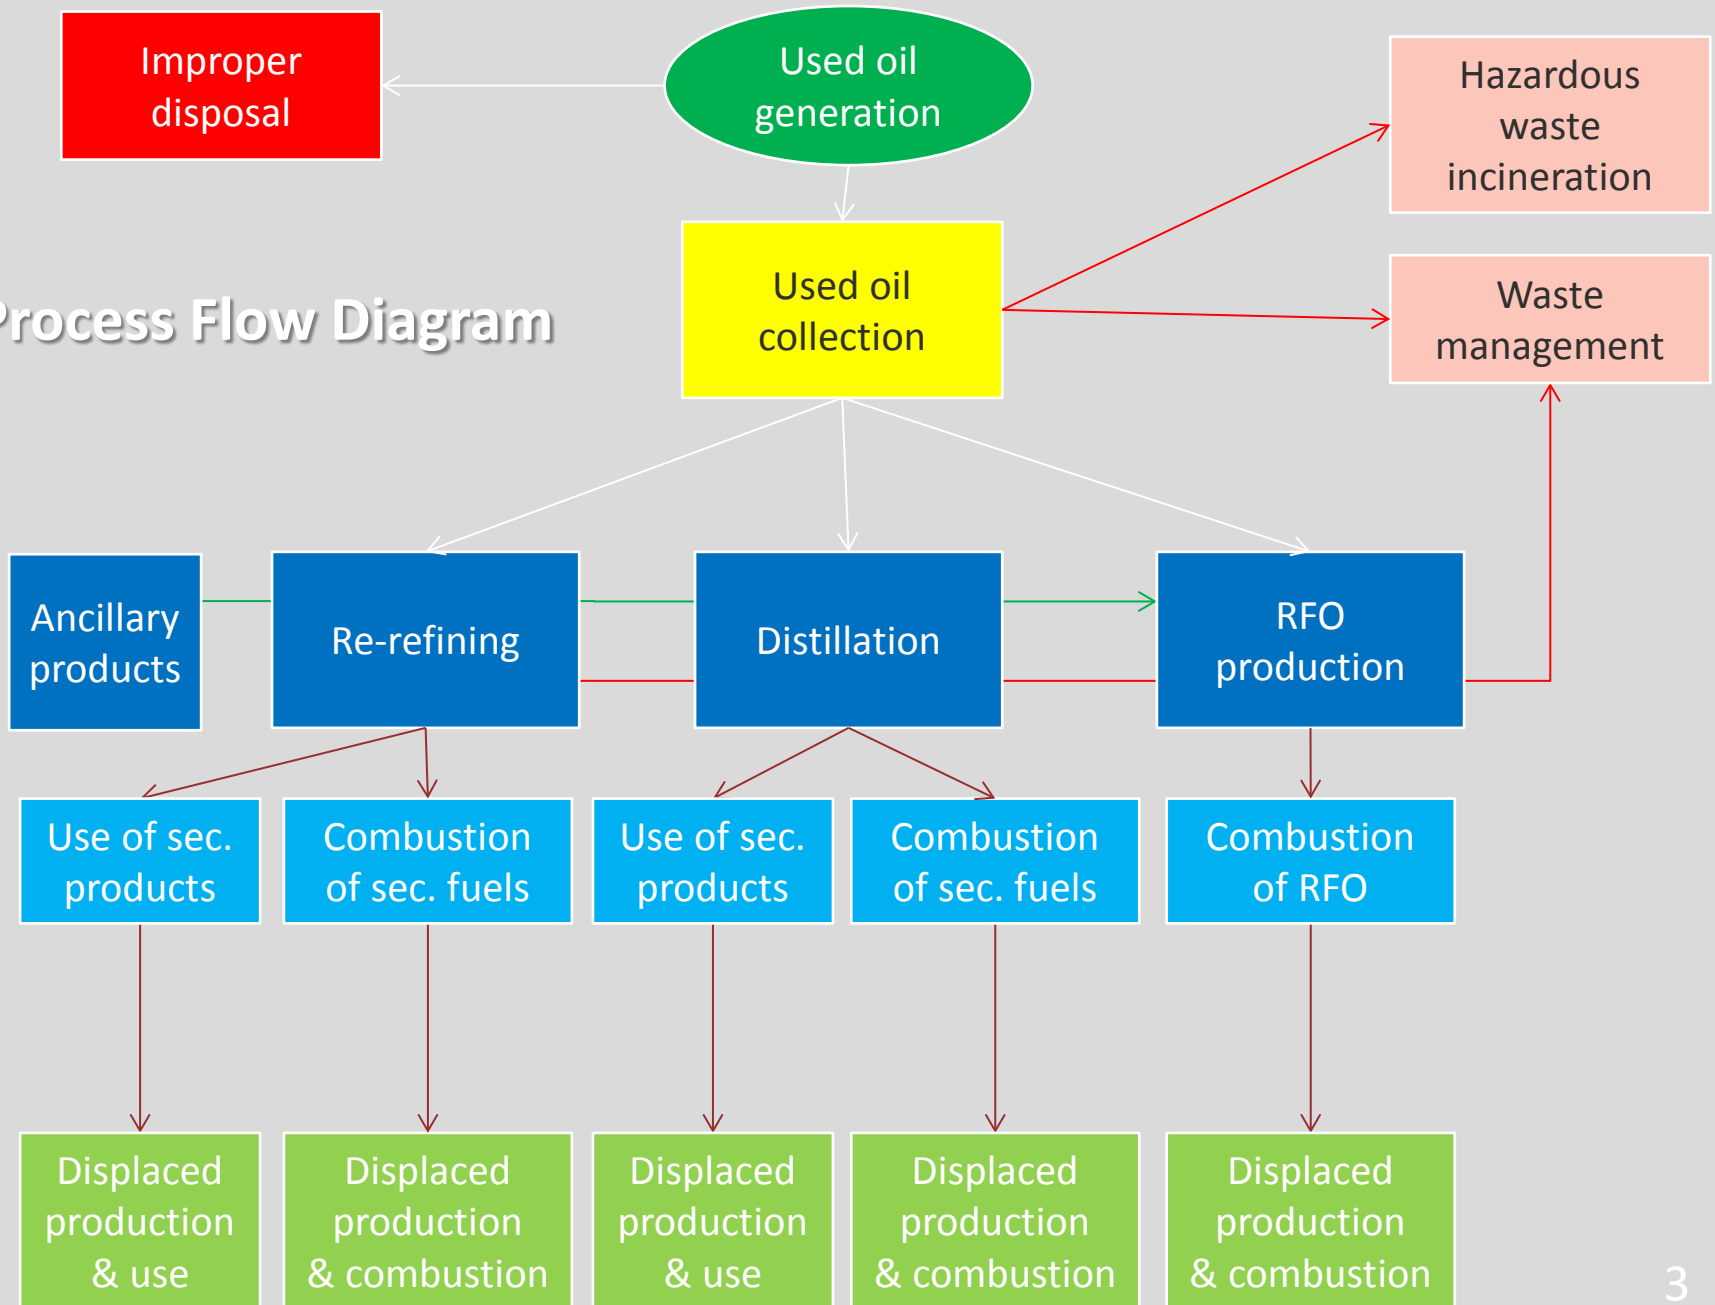 Improper
disposal
Used oil
generation
Hazardous
waste
incineration
Used oil
collection
Waste
management
Process Flow Diagram
Ancillary
products
Re-refining
Distillation
RFO
production
Use of sec.
products
Combustion
of sec. fuels
Use of sec.
products
Combustion
of sec. fuels
Combustion
of RFO
Displaced
production
& use
Displaced
production
& combustion
Displaced
production
& use
Displaced
production
& combustion
Displaced
production
& combustion
3